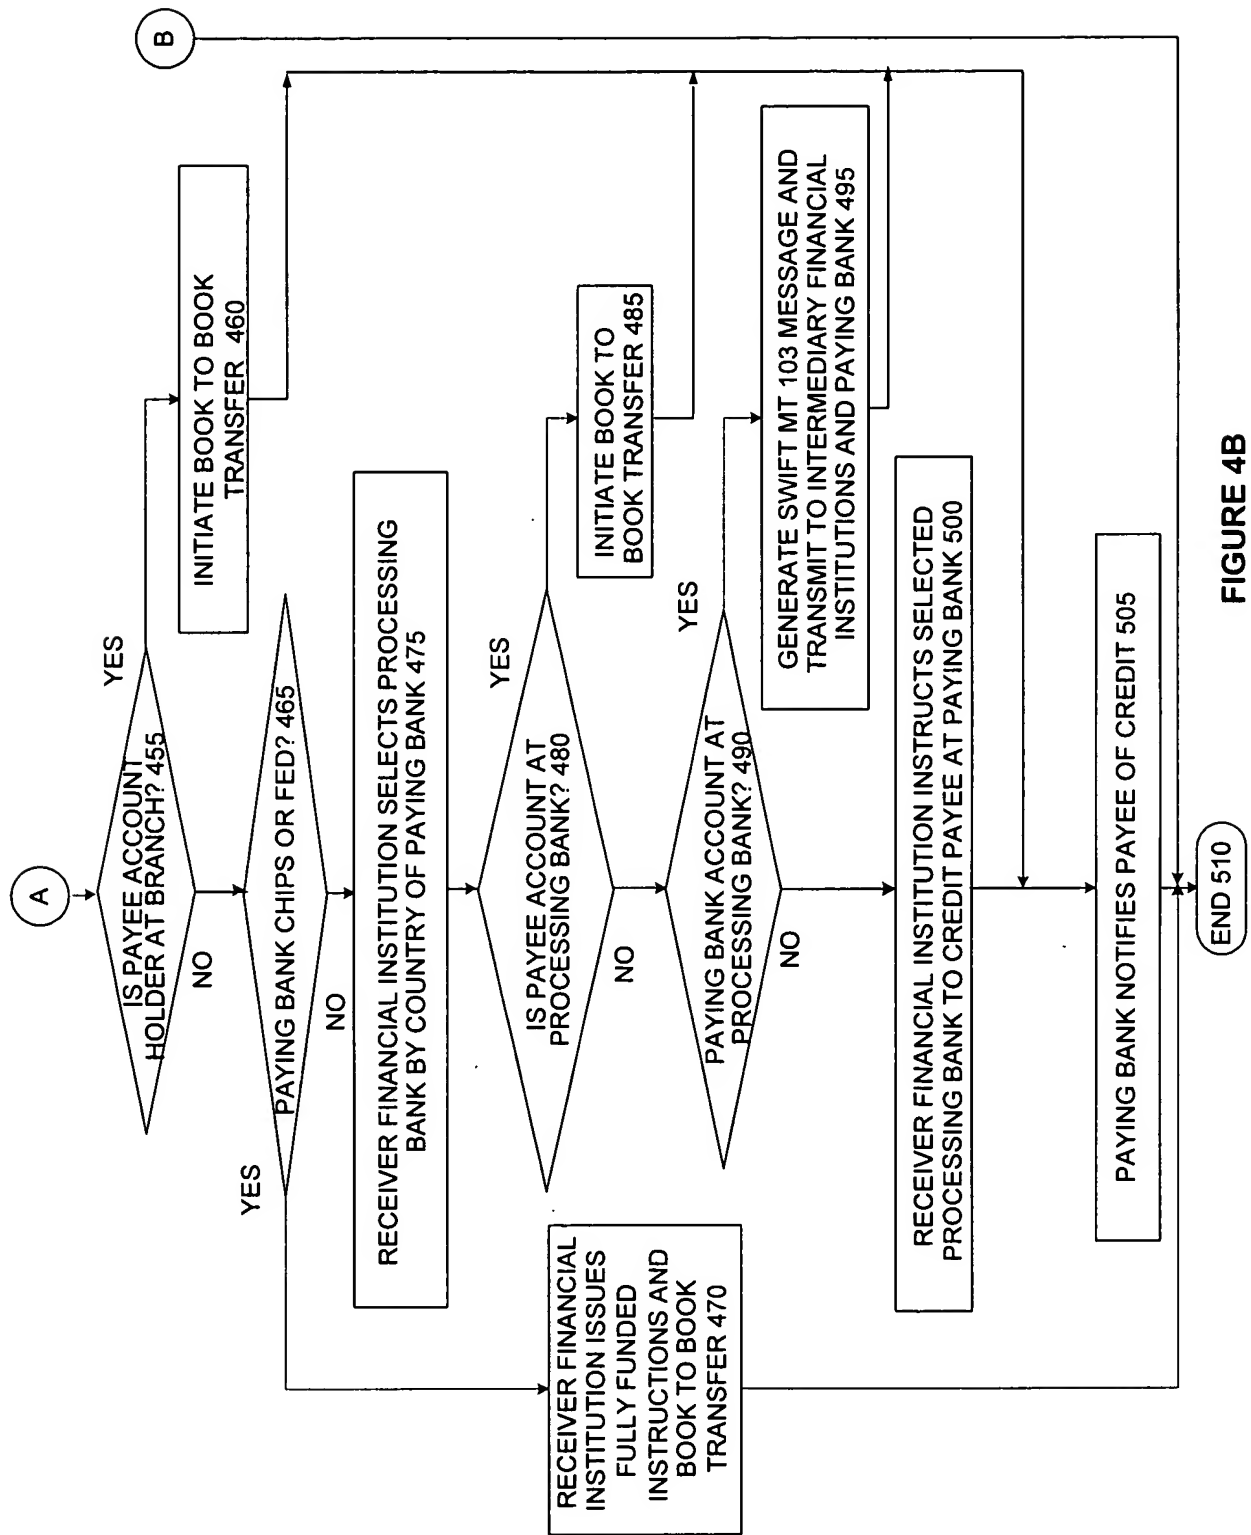 A
B
IS PAYEE ACCOUNT
HOLDER AT BRANCH? 455
YES
NO
INITIATE BOOK TO BOOK
TRANSFER 460
PAYING BANK CHIPS OR FED? 465
YES
NO
RECEIVER FINANCIAL
INSTITUTION ISSUES
FULLY FUNDED
INSTRUCTIONS AND
BOOK TO BOOK
TRANSFER 470
RECEIVER FINANCIAL INSTITUTION SELECTS PROCESSING
BANK BY COUNTRY OF PAYING BANK 475
IS PAYEE ACCOUNT AT
PROCESSING BANK? 480
YES
NO
INITIATE BOOK TO
BOOK TRANSFER 485
PAYING BANK ACCOUNT AT
PROCESSING BANK? 490
YES
NO
GENERATE SWIFT MT 103 MESSAGE AND
TRANSMIT TO INTERMEDIARY FINANCIAL
INSTITUTIONS AND PAYING BANK 495
RECEIVER FINANCIAL INSTITUTION INSTRUCTS SELECTED
PROCESSING BANK TO CREDIT PAYEE AT PAYING BANK 500
PAYING BANK NOTIFIES PAYEE OF CREDIT 505
END 510
FIGURE 4B